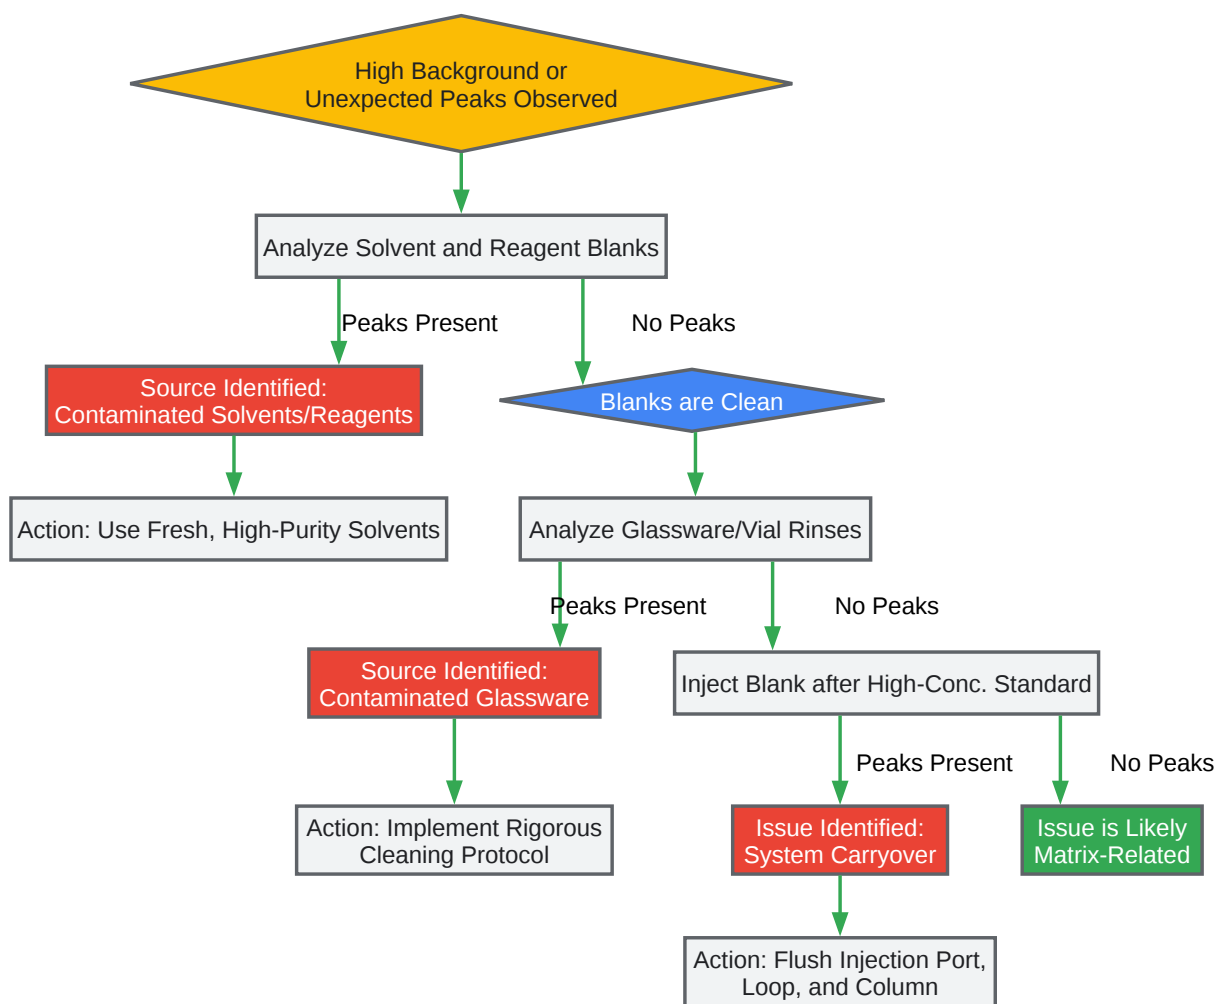 High Background or
Unexpected Peaks Observed
Analyze Solvent and Reagent Blanks
Peaks Present
No Peaks
Source Identified:
Contaminated Solvents/Reagents
Blanks are Clean
Action: Use Fresh, High-Purity Solvents
Analyze Glassware/Vial Rinses
Peaks Present
No Peaks
Source Identified:
Contaminated Glassware
Inject Blank after High-Conc. Standard
Peaks Present
No Peaks
Action: Implement Rigorous
Cleaning Protocol
Issue Identified:
System Carryover
Issue is Likely
Matrix-Related
Action: Flush Injection Port,
Loop, and Column